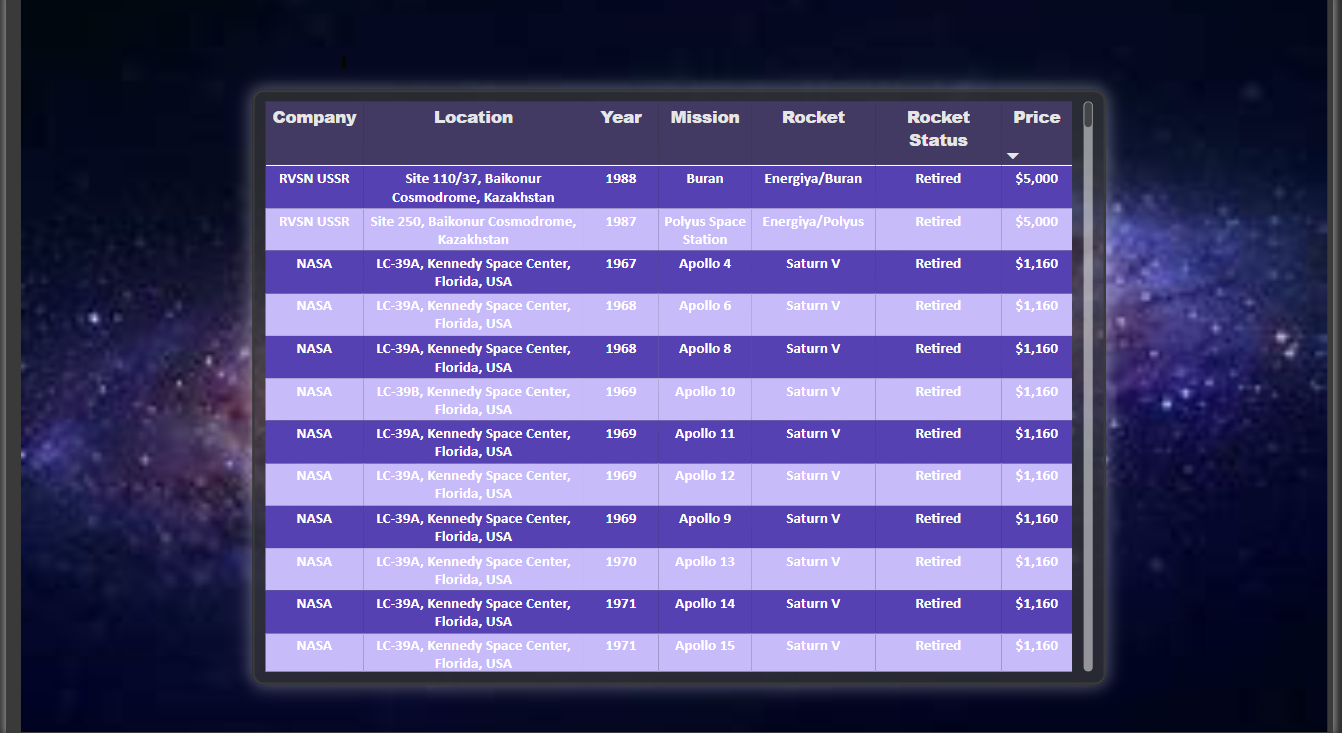 Company Location Year Mission Rocket Rocket Status Price
RVSN USSR Site 110/37, Baikonur Cosmodrome, Kazakhstan 1988 Buran Energiya/Buran Retired $5,000
RVSN USSR Site 250, Baikonur Cosmodrome, Kazakhstan 1987 Polyus Space Station Energiya/Polyus Retired $5,000
NASA LC-39A, Kennedy Space Center, Florida, USA 1967 Apollo 4 Saturn V Retired $1,160
NASA LC-39A, Kennedy Space Center, Florida, USA 1968 Apollo 6 Saturn V Retired $1,160
NASA LC-39A, Kennedy Space Center, Florida, USA 1968 Apollo 8 Saturn V Retired $1,160
NASA LC-39B, Kennedy Space Center, Florida, USA 1969 Apollo 10 Saturn V Retired $1,160
NASA LC-39A, Kennedy Space Center, Florida, USA 1969 Apollo 11 Saturn V Retired $1,160
NASA LC-39A, Kennedy Space Center, Florida, USA 1969 Apollo 12 Saturn V Retired $1,160
NASA LC-39A, Kennedy Space Center, Florida, USA 1969 Apollo 9 Saturn V Retired $1,160
NASA LC-39A, Kennedy Space Center, Florida, USA 1970 Apollo 13 Saturn V Retired $1,160
NASA LC-39A, Kennedy Space Center, Florida, USA 1971 Apollo 14 Saturn V Retired $1,160
NASA LC-39A, Kennedy Space Center, Florida, USA 1971 Apollo 15 Saturn V Retired $1,160